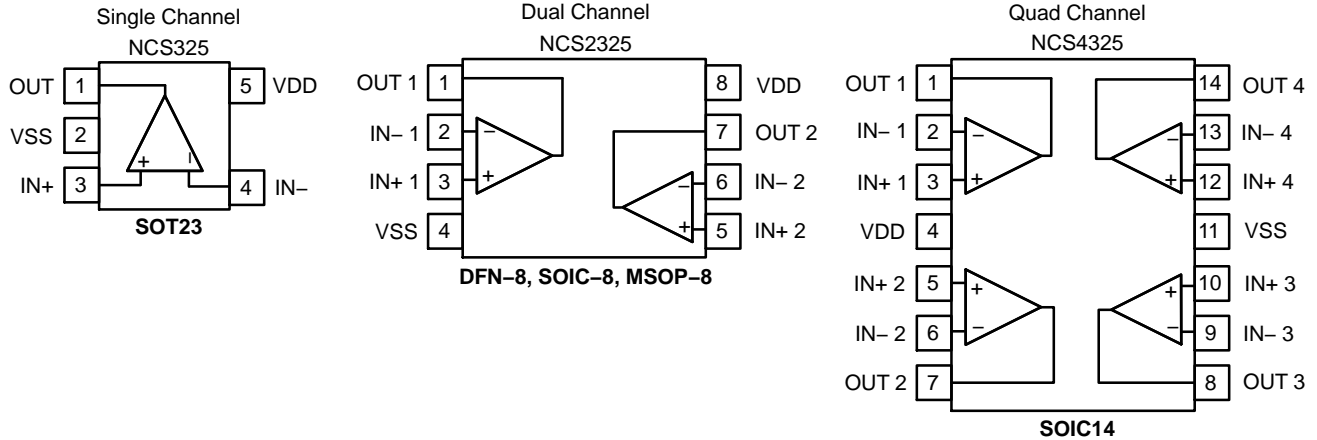 Single Channel
NCS325
OUT 1 5 VDD
VSS 2
IN+ 3 4 IN−
+ −
SOT23
Dual Channel
NCS2325
OUT 1 1 8 VDD
IN− 1 2 − 7 OUT 2
IN+ 1 3 + − 6 IN− 2
VSS 4 + 5 IN+ 2
DFN−8, SOIC−8, MSOP−8
Quad Channel
NCS4325
OUT 1 1 14 OUT 4
IN− 1 2 − − 13 IN− 4
IN+ 1 3 + + 12 IN+ 4
VDD 4 11 VSS
IN+ 2 5 + + 10 IN+ 3
IN− 2 6 − − 9 IN− 3
OUT 2 7 8 OUT 3
SOIC14